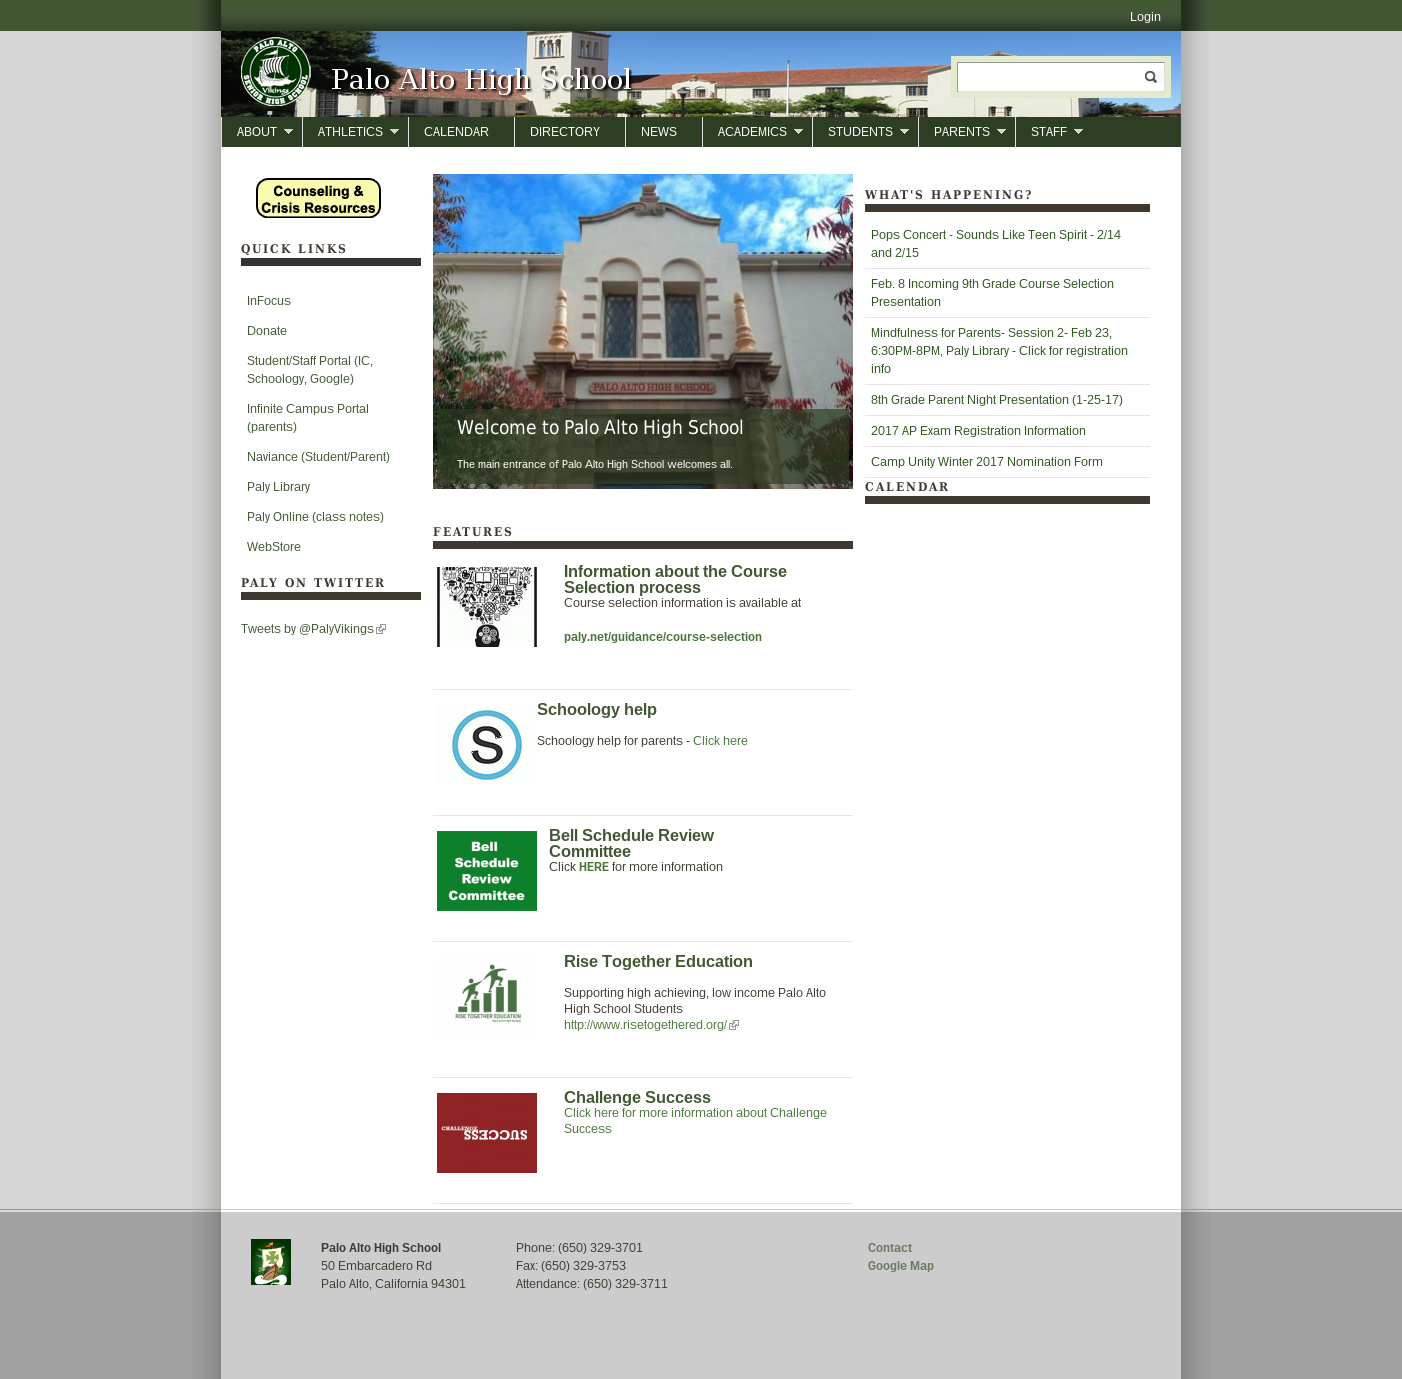 Login
PALO ALTO
SENIOR HIGH SCHOOL
Vikings
Palo Alto High School
ABOUT
ATHLETICS
CALENDAR
DIRECTORY
NEWS
ACADEMICS
STUDENTS
PARENTS
STAFF
Counseling &
Crisis Resources
QUICK LINKS
InFocus
Donate
Student/Staff Portal (IC,
Schoology, Google)
Infinite Campus Portal
(parents)
Naviance (Student/Parent)
Paly Library
Paly Online (class notes)
WebStore
PALY ON TWITTER
Tweets by @PalyVikings
PALO ALTO HIGH SCHOOL
Welcome to Palo Alto High School
The main entrance of Palo Alto High School welcomes all.
FEATURES
Information about the Course
Selection process
Course selection information is available at
paly.net/guidance/course-selection
S
Schoology help
Schoology help for parents - Click here
Bell
Schedule
Review
Committee
Bell Schedule Review
Committee
Click HERE for more information
RISE TOGETHER EDUCATION
Rise Together Education
Supporting high achieving, low income Palo Alto
High School Students
http://www.risetogethered.org/
CHALLENGE
SUCCESS
Challenge Success
Click here for more information about Challenge
Success
WHAT'S HAPPENING?
Pops Concert - Sounds Like Teen Spirit - 2/14
and 2/15
Feb. 8 Incoming 9th Grade Course Selection
Presentation
Mindfulness for Parents- Session 2- Feb 23,
6:30PM-8PM, Paly Library - Click for registration
info
8th Grade Parent Night Presentation (1-25-17)
2017 AP Exam Registration Information
Camp Unity Winter 2017 Nomination Form
CALENDAR
Palo Alto High School
50 Embarcadero Rd
Palo Alto, California 94301
Phone: (650) 329-3701
Fax: (650) 329-3753
Attendance: (650) 329-3711
Contact
Google Map